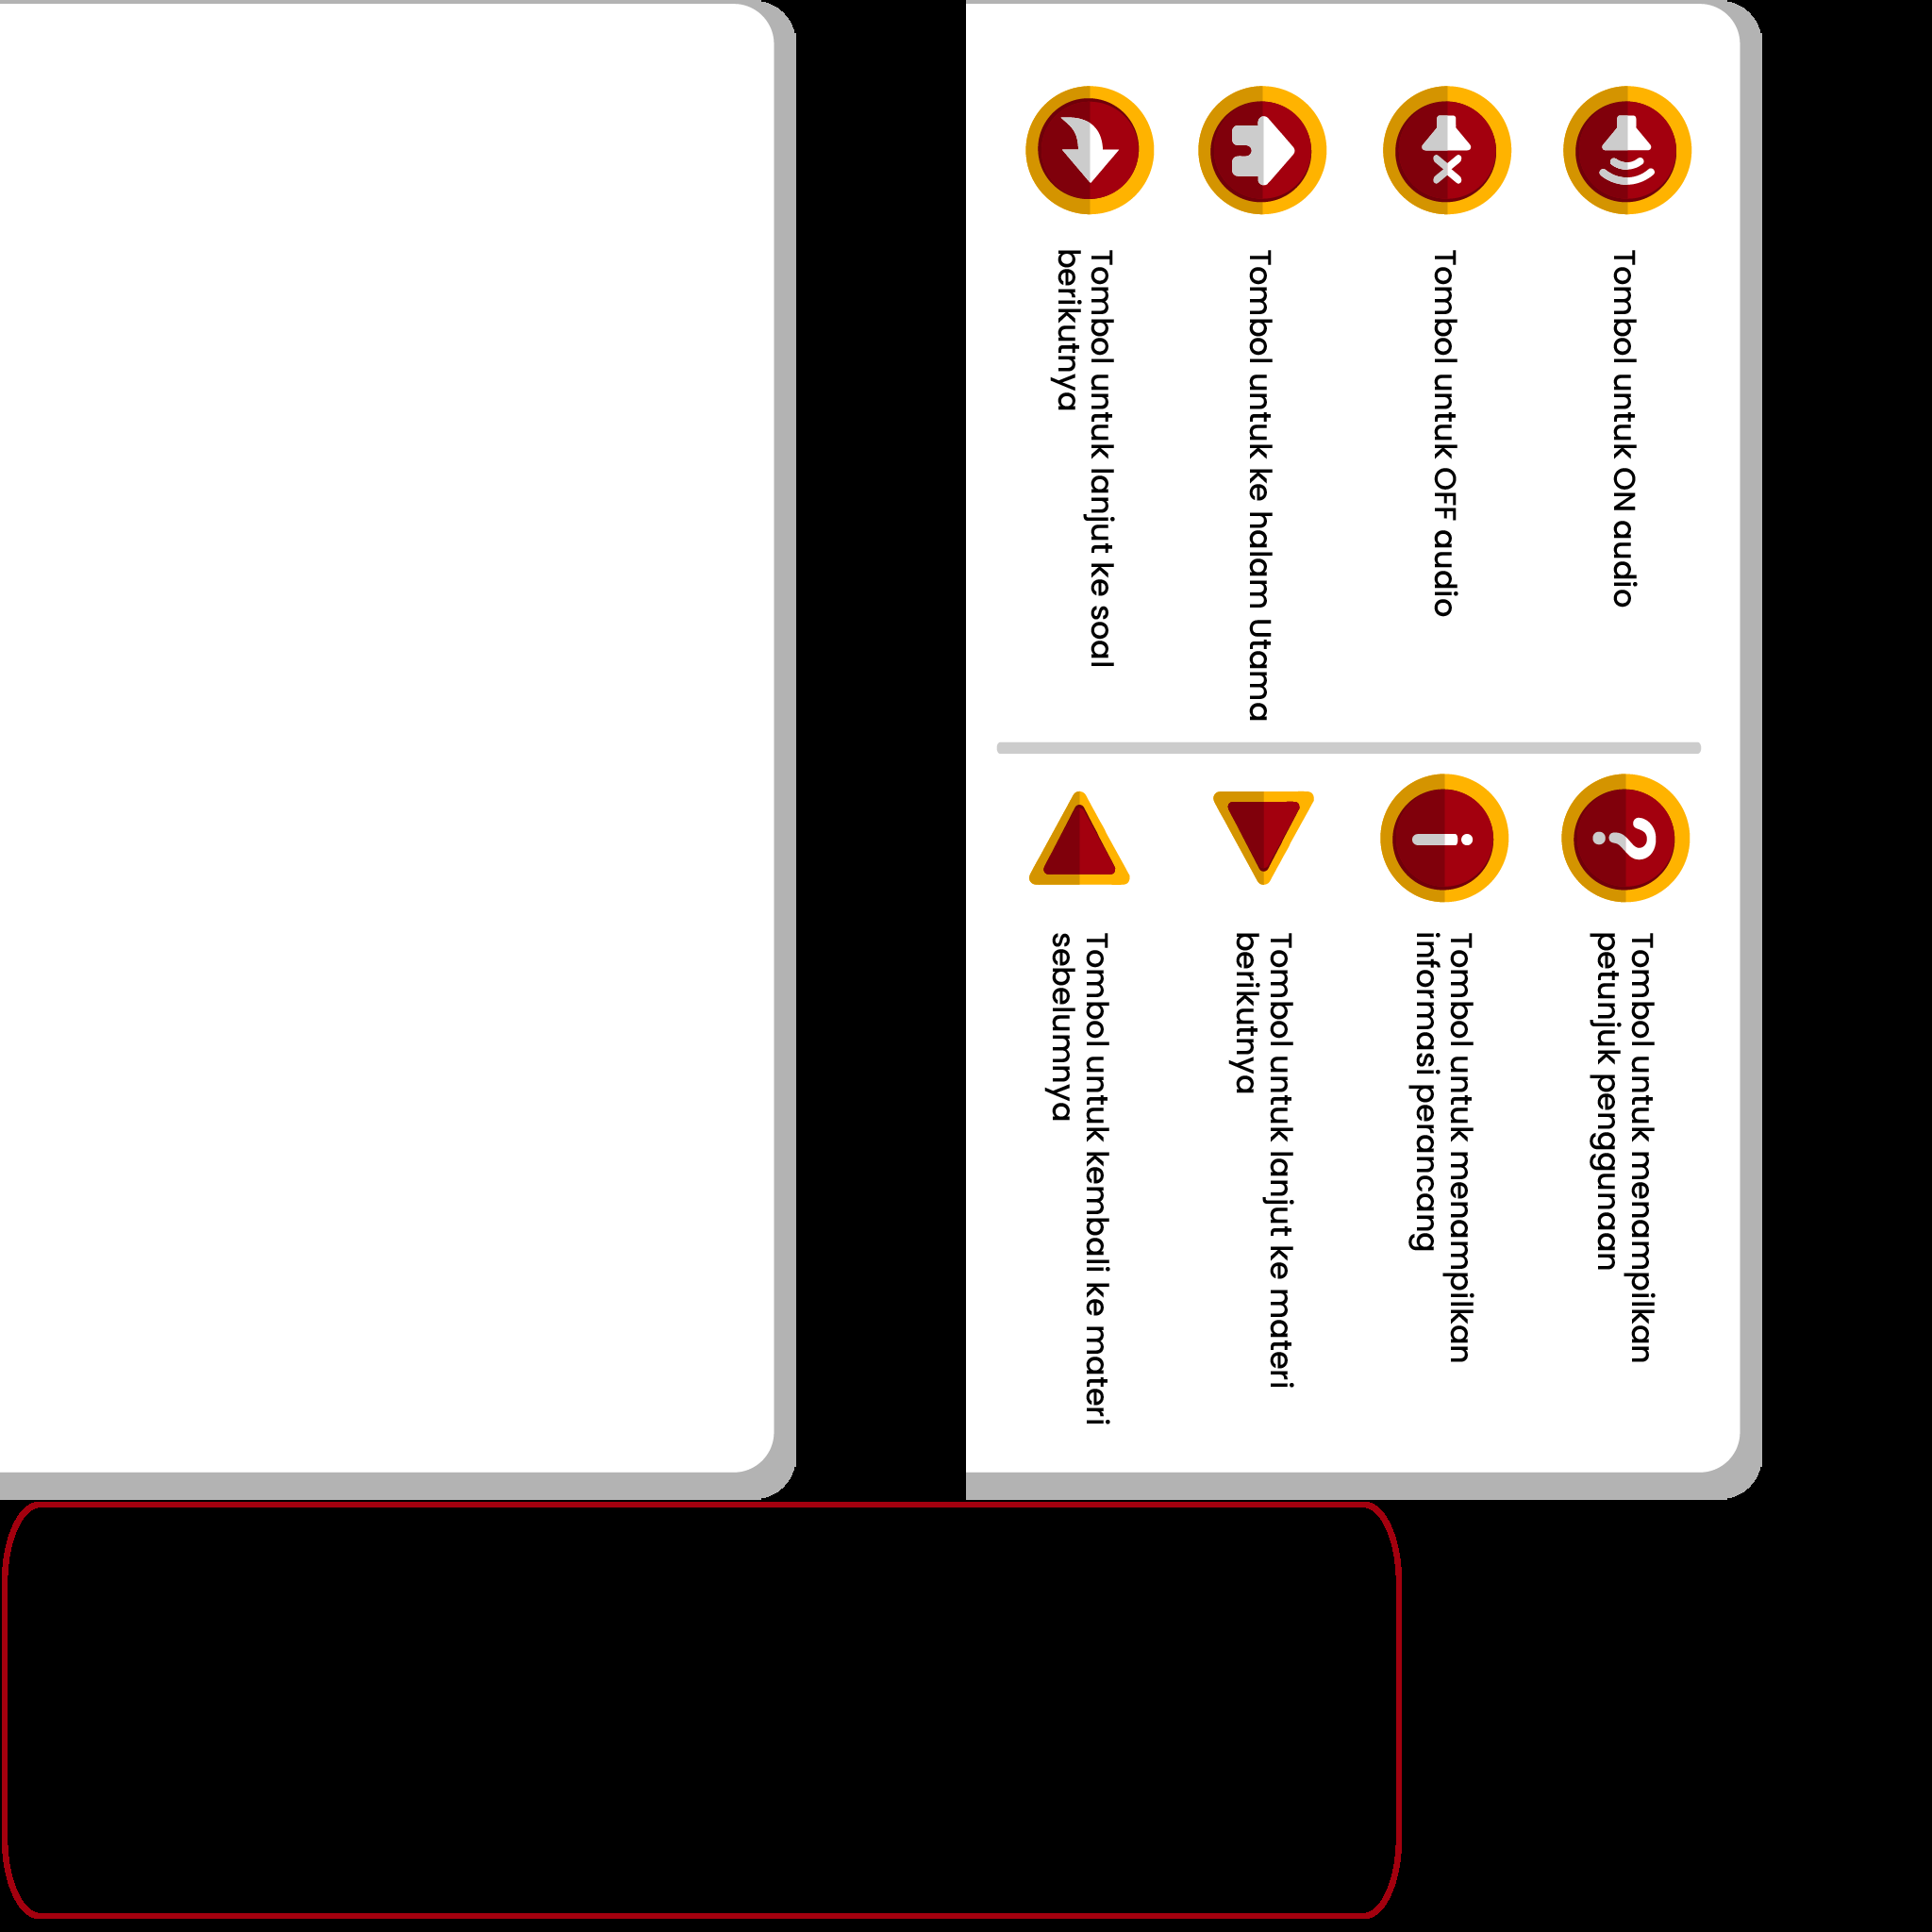 Tombol untuk ON audio
Tombol untuk OFF audio
Tombol untuk ke halam Utama
Tombol untuk lanjut ke soal
berikutnya
Tombol untuk menampilkan
petunjuk penggunaan
Tombol untuk menampilkan
informasi perancang
Tombol untuk lanjut ke materi
berikutnya
Tombol untuk kembali ke materi
sebelumnya